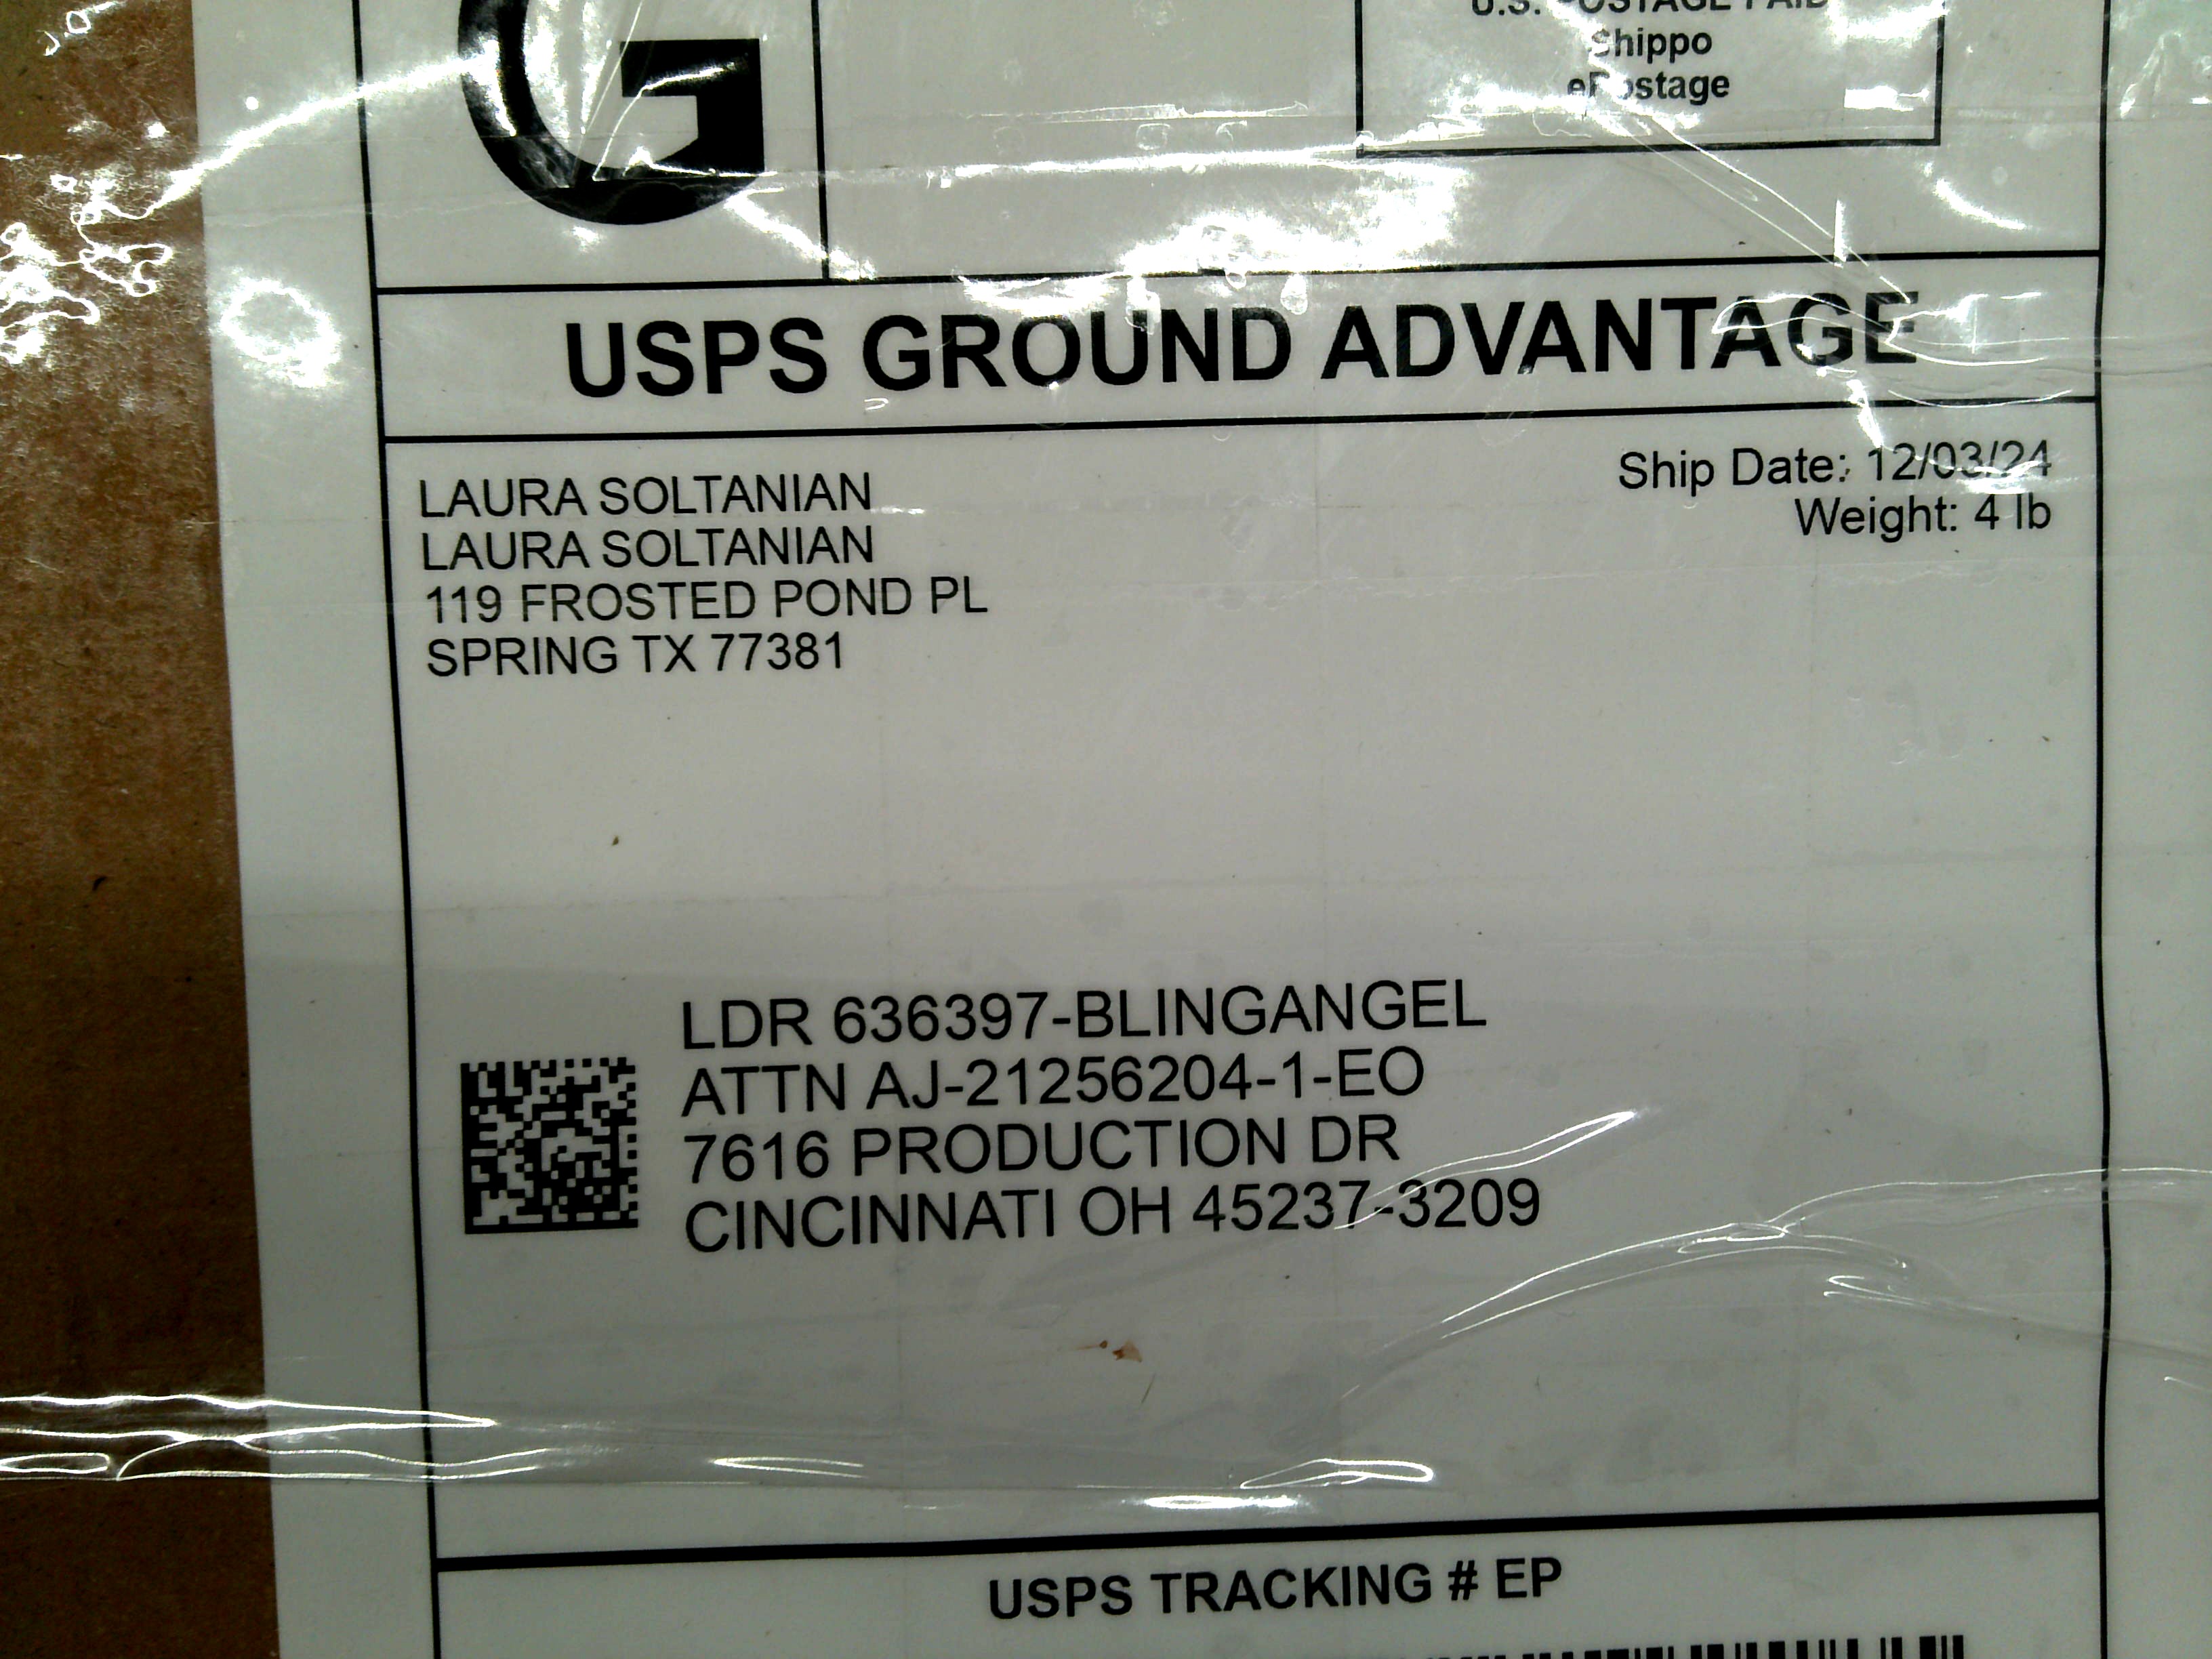 G
U.S. POSTAGE PAID
Shippo
ePostage
USPS GROUND ADVANTAGE
Ship Date: 12/03/24
Weight: 4 lb
LAURA SOLTANIAN
LAURA SOLTANIAN
119 FROSTED POND PL
SPRING TX 77381
LDR 636397-BLINGANGEL
ATTN AJ-21256204-1-EO
7616 PRODUCTION DR
CINCINNATI OH 45237-3209
USPS TRACKING # EP